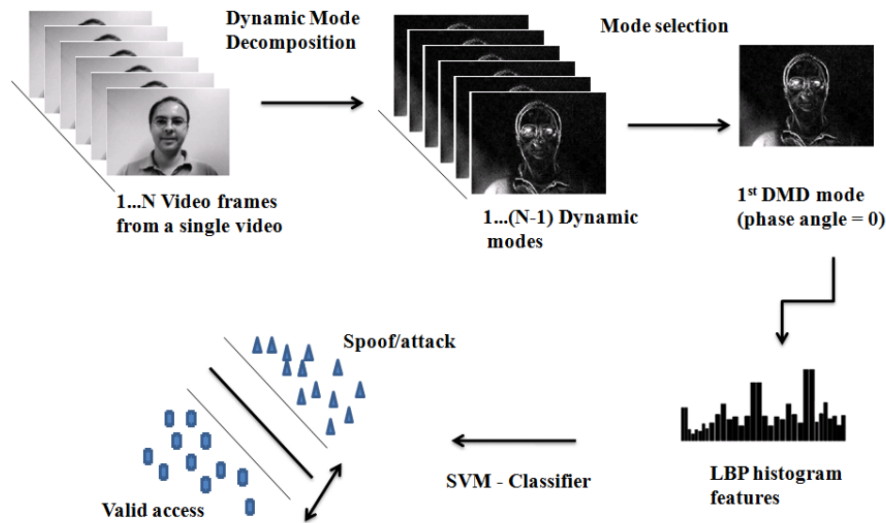 Dynamic Mode
Decomposition
Mode selection
1...N Video frames
from a single video
1...(N-1) Dynamic
modes
1st DMD mode
(phase angle = 0)
LBP histogram
features
SVM - Classifier
Spoof/attack
Valid access